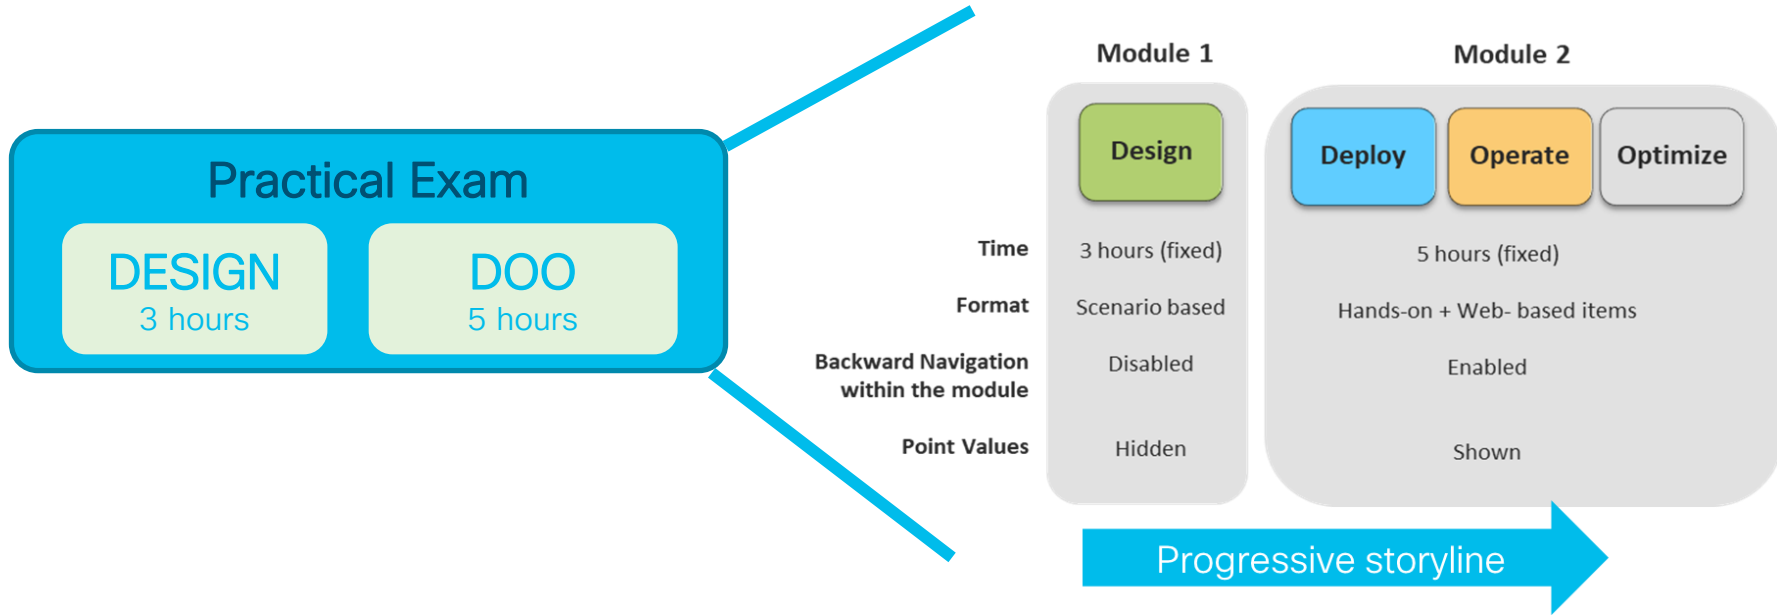 Practical Exam
DESIGN
3 hours
DOO
5 hours
Module 1
Module 2
Design
Deploy
Operate
Optimize
Time
3 hours (fixed)
5 hours (fixed)
Format
Scenario based
Hands-on + Web- based items
Backward Navigation
within the module
Disabled
Enabled
Point Values
Hidden
Shown
Progressive storyline